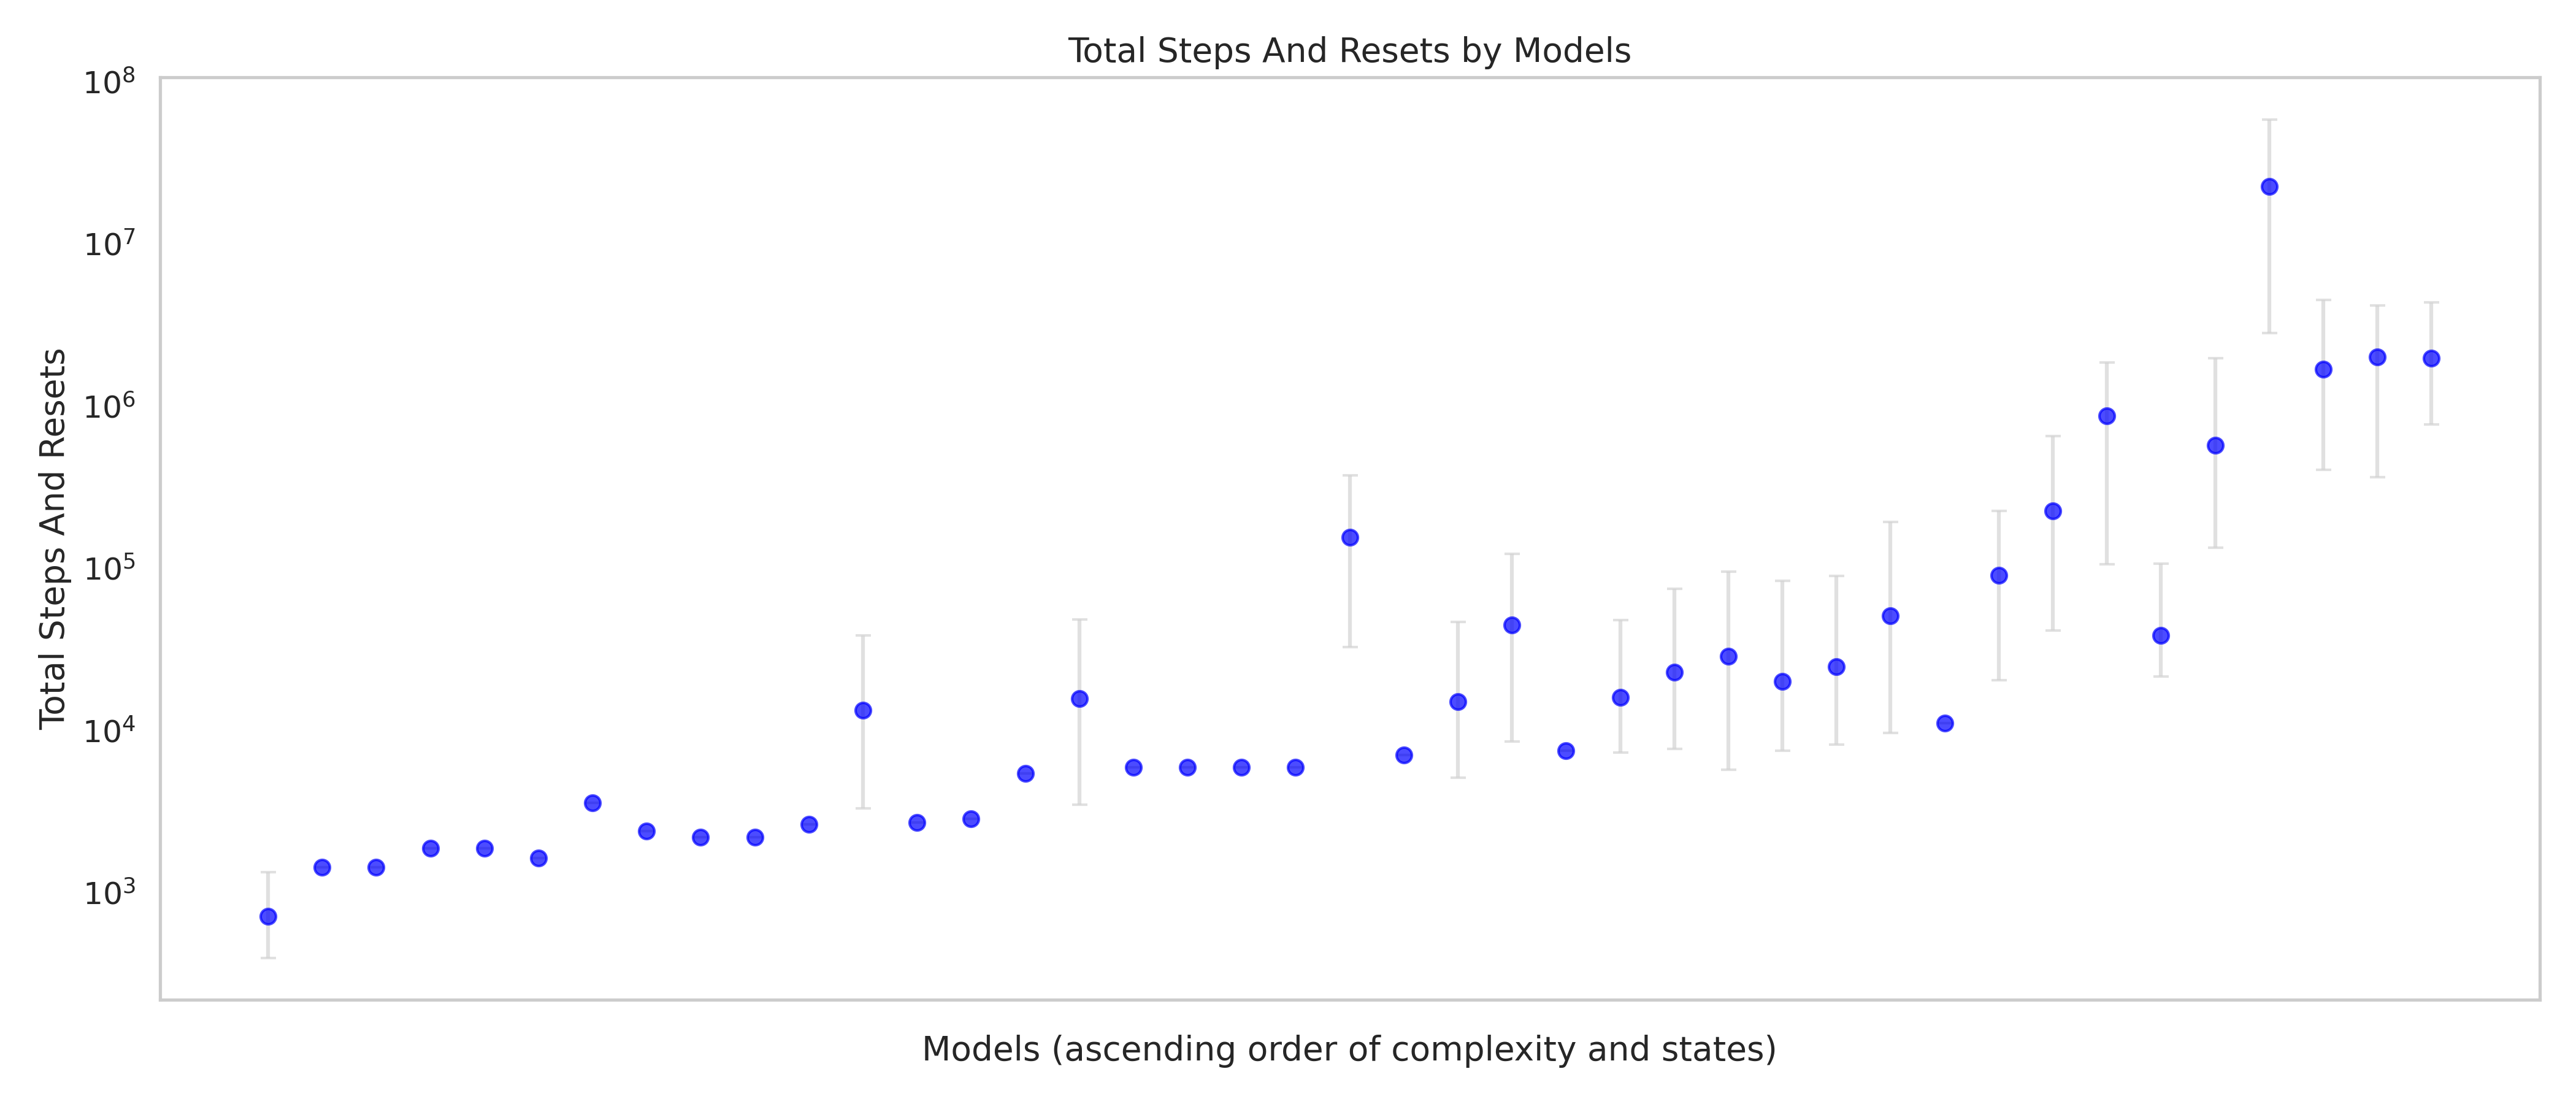 Total Steps And Resets by Models
10⁸
10⁷
10⁶
10⁵
10⁴
10³
Total Steps And Resets
Models (ascending order of complexity and states)